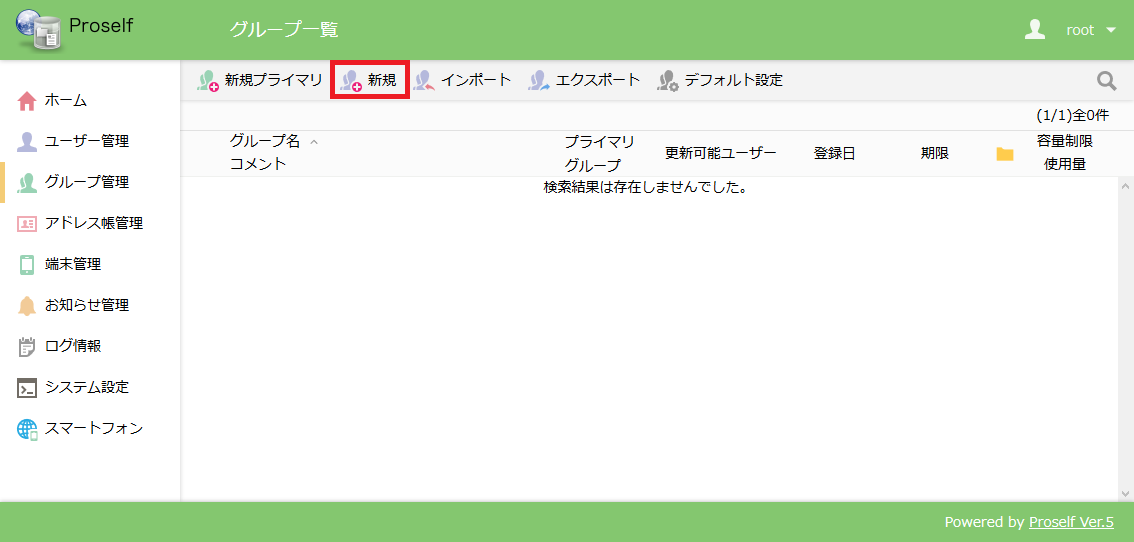 Proself
グループ一覧
root
新規プライマリ 新規 インポート エクスポート デフォルト設定
ホーム
ユーザー管理
グループ管理
アドレス帳管理
端末管理
お知らせ管理
ログ情報
システム設定
スマートフォン
(1/1)全0件
グループ名
コメント
プライマリ
グループ
更新可能ユーザー
登録日
期限
容量制限
使用量
検索結果は存在しませんでした。
Powered by Proself Ver.5